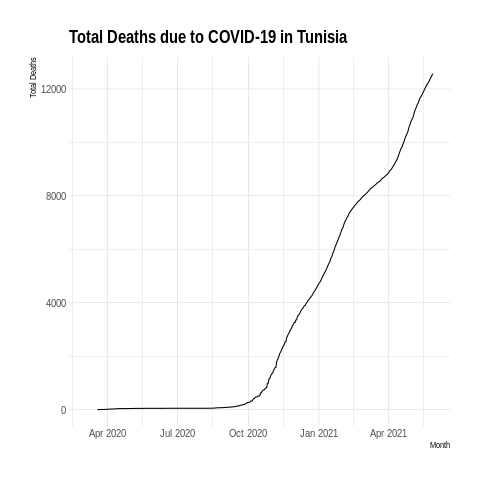 Total Deaths due to COVID-19 in Tunisia
Total Deaths
12000
8000
4000
0
Apr 2020 Jul 2020 Oct 2020 Jan 2021 Apr 2021
Month